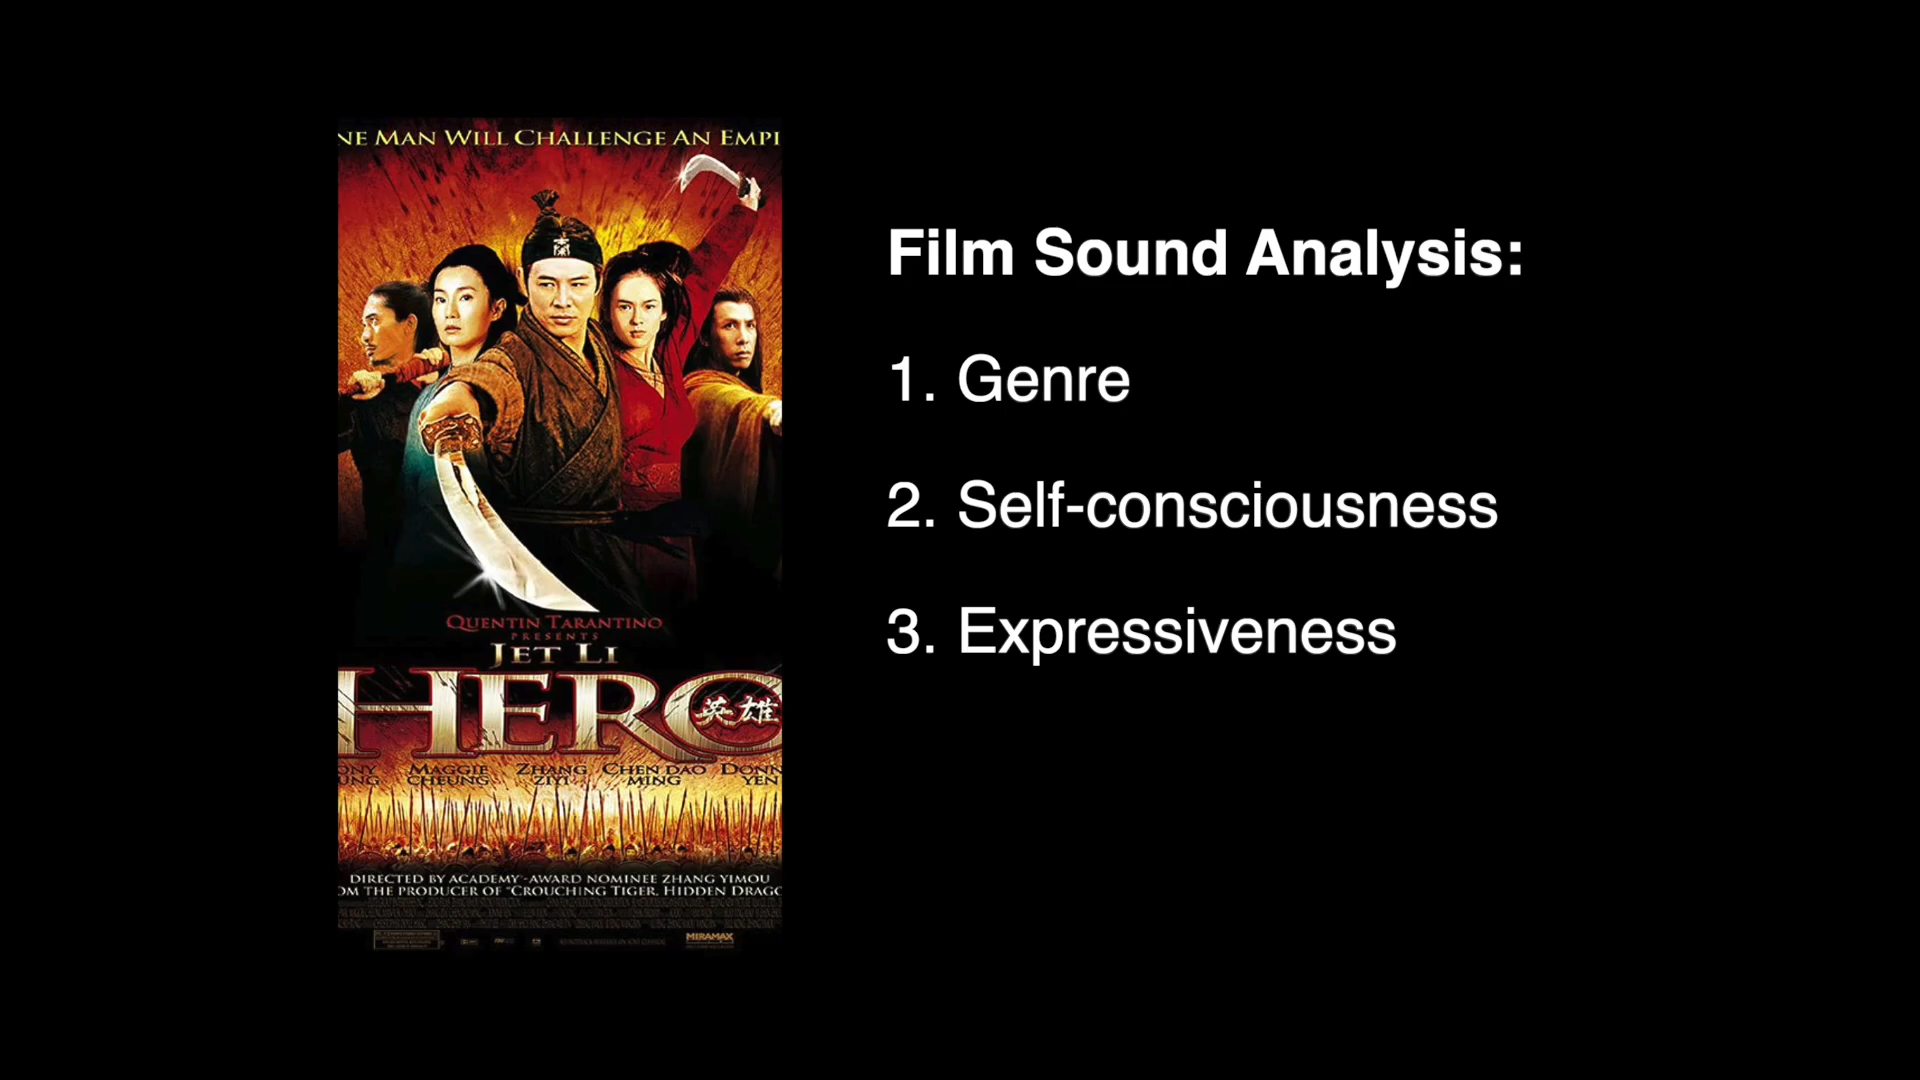 NE MAN WILL CHALLENGE AN EMPI
Film Sound Analysis:
1. Genre
2. Self-consciousness
3. Expressiveness
QUENTIN TARANTINO
PRESENTS
JET LI
HERO
英雄
ONY MAGGIE ZHANG CHEN DAO DONN
UNG CHEUNG ZIYI MING YEN
DIRECTED BY ACADEMY-AWARD NOMINEE ZHANG YIMOU
OM THE PRODUCER OF "CROUCHING TIGER, HIDDEN DRAGO
MIRAMAX